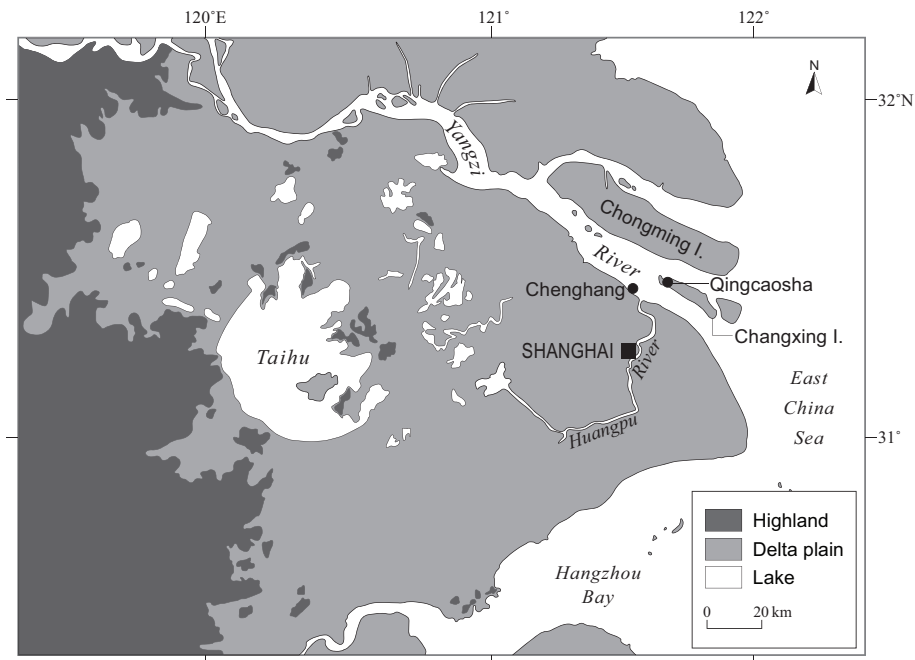 120°E
121°
122°
N
32°N
Yangzi
Chongming I.
River
Qingcaosha
Chenghang
Changxing I.
SHANGHAI
River
Taihu
East
China
Sea
Huangpu
31°
Highland
Delta plain
Lake
Hangzhou
Bay
0 20 km